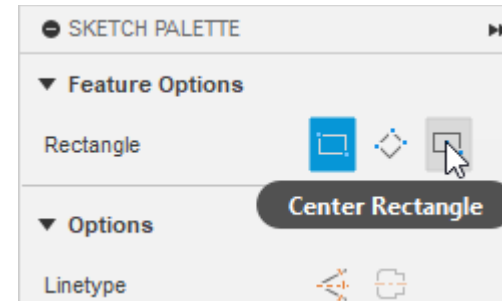 SKETCH PALETTE
Feature Options
Rectangle
Center Rectangle
Options
Linetype